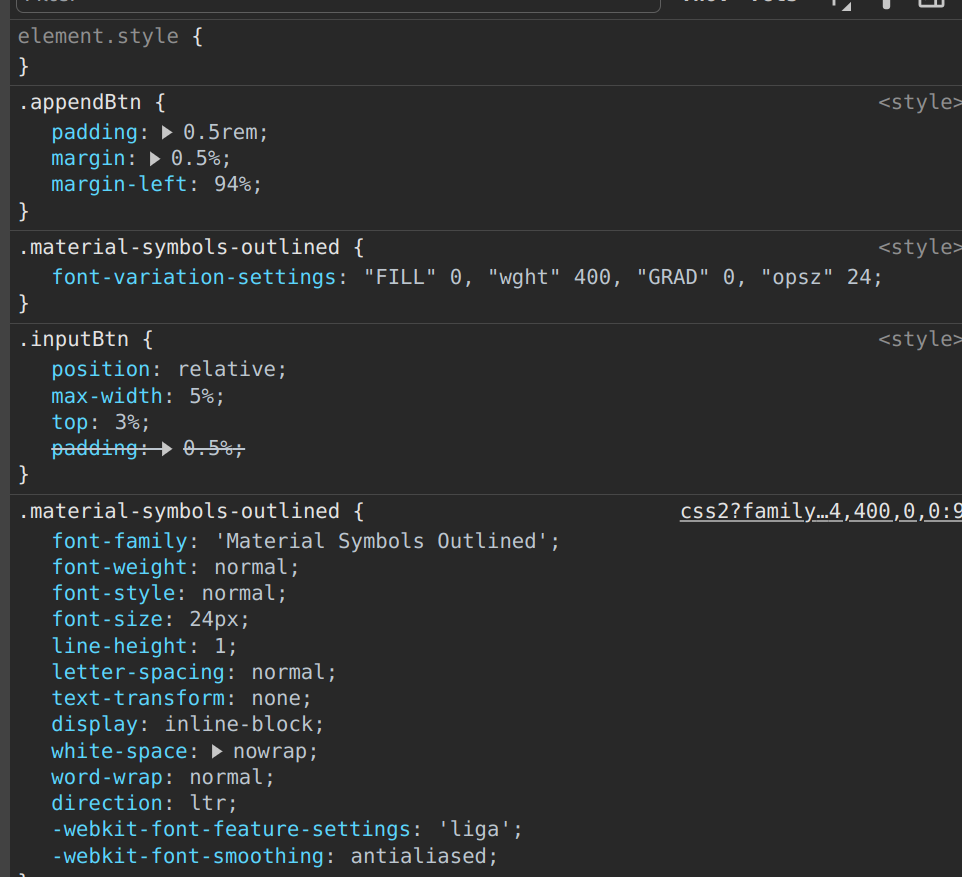 element.style {
}
.appendBtn { <style>
padding: 0.5rem;
margin: 0.5%;
margin-left: 94%;
}
.material-symbols-outlined { <style>
font-variation-settings: "FILL" 0, "wght" 400, "GRAD" 0, "opsz" 24;
}
.inputBtn { <style>
position: relative;
max-width: 5%;
top: 3%;
padding: 0.5%;
}
.material-symbols-outlined { css2?family…4,400,0,0:9
font-family: 'Material Symbols Outlined';
font-weight: normal;
font-style: normal;
font-size: 24px;
line-height: 1;
letter-spacing: normal;
text-transform: none;
display: inline-block;
white-space: nowrap;
word-wrap: normal;
direction: ltr;
-webkit-font-feature-settings: 'liga';
-webkit-font-smoothing: antialiased;